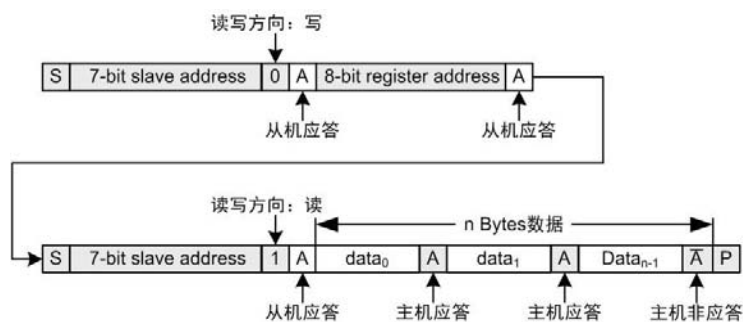 读写方向：写
S 7-bit slave address 0 A 8-bit register address A
从机应答 从机应答
读写方向：读
n Bytes数据
S 7-bit slave address 1 A data₀ A data₁ A Dataₙ₋₁ A̅ P
从机应答 主机应答 主机应答 主机非应答